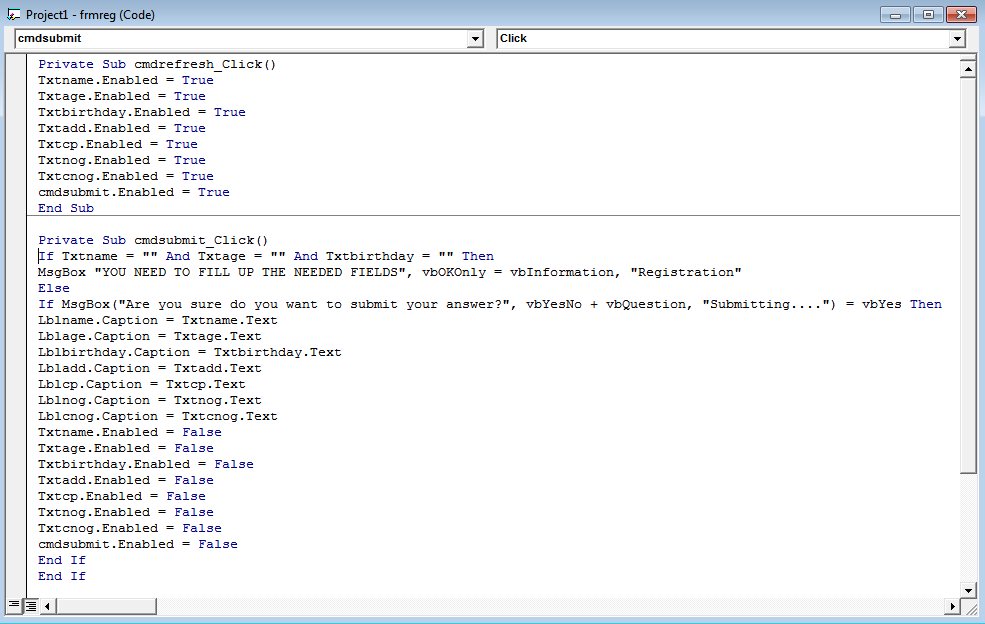 Project1 - frmreg (Code)
cmdsubmit
Click
Private Sub cmdrefresh_Click()
Txtname.Enabled = True
Txtage.Enabled = True
Txtbirthday.Enabled = True
Txtadd.Enabled = True
Txtcp.Enabled = True
Txtnog.Enabled = True
Txtcnog.Enabled = True
cmdsubmit.Enabled = True
End Sub
Private Sub cmdsubmit_Click()
If Txtname = "" And Txtage = "" And Txtbirthday = "" Then
MsgBox "YOU NEED TO FILL UP THE NEEDED FIELDS", vbOKOnly = vbInformation, "Registration"
Else
If MsgBox("Are you sure do you want to submit your answer?", vbYesNo + vbQuestion, "Submitting....") = vbYes Then
Lblname.Caption = Txtname.Text
Lblage.Caption = Txtage.Text
Lblbirthday.Caption = Txtbirthday.Text
Lbladd.Caption = Txtadd.Text
Lblcp.Caption = Txtcp.Text
Lblnog.Caption = Txtnog.Text
Lblcnog.Caption = Txtcnog.Text
Txtname.Enabled = False
Txtage.Enabled = False
Txtbirthday.Enabled = False
Txtadd.Enabled = False
Txtcp.Enabled = False
Txtnog.Enabled = False
Txtcnog.Enabled = False
cmdsubmit.Enabled = False
End If
End If